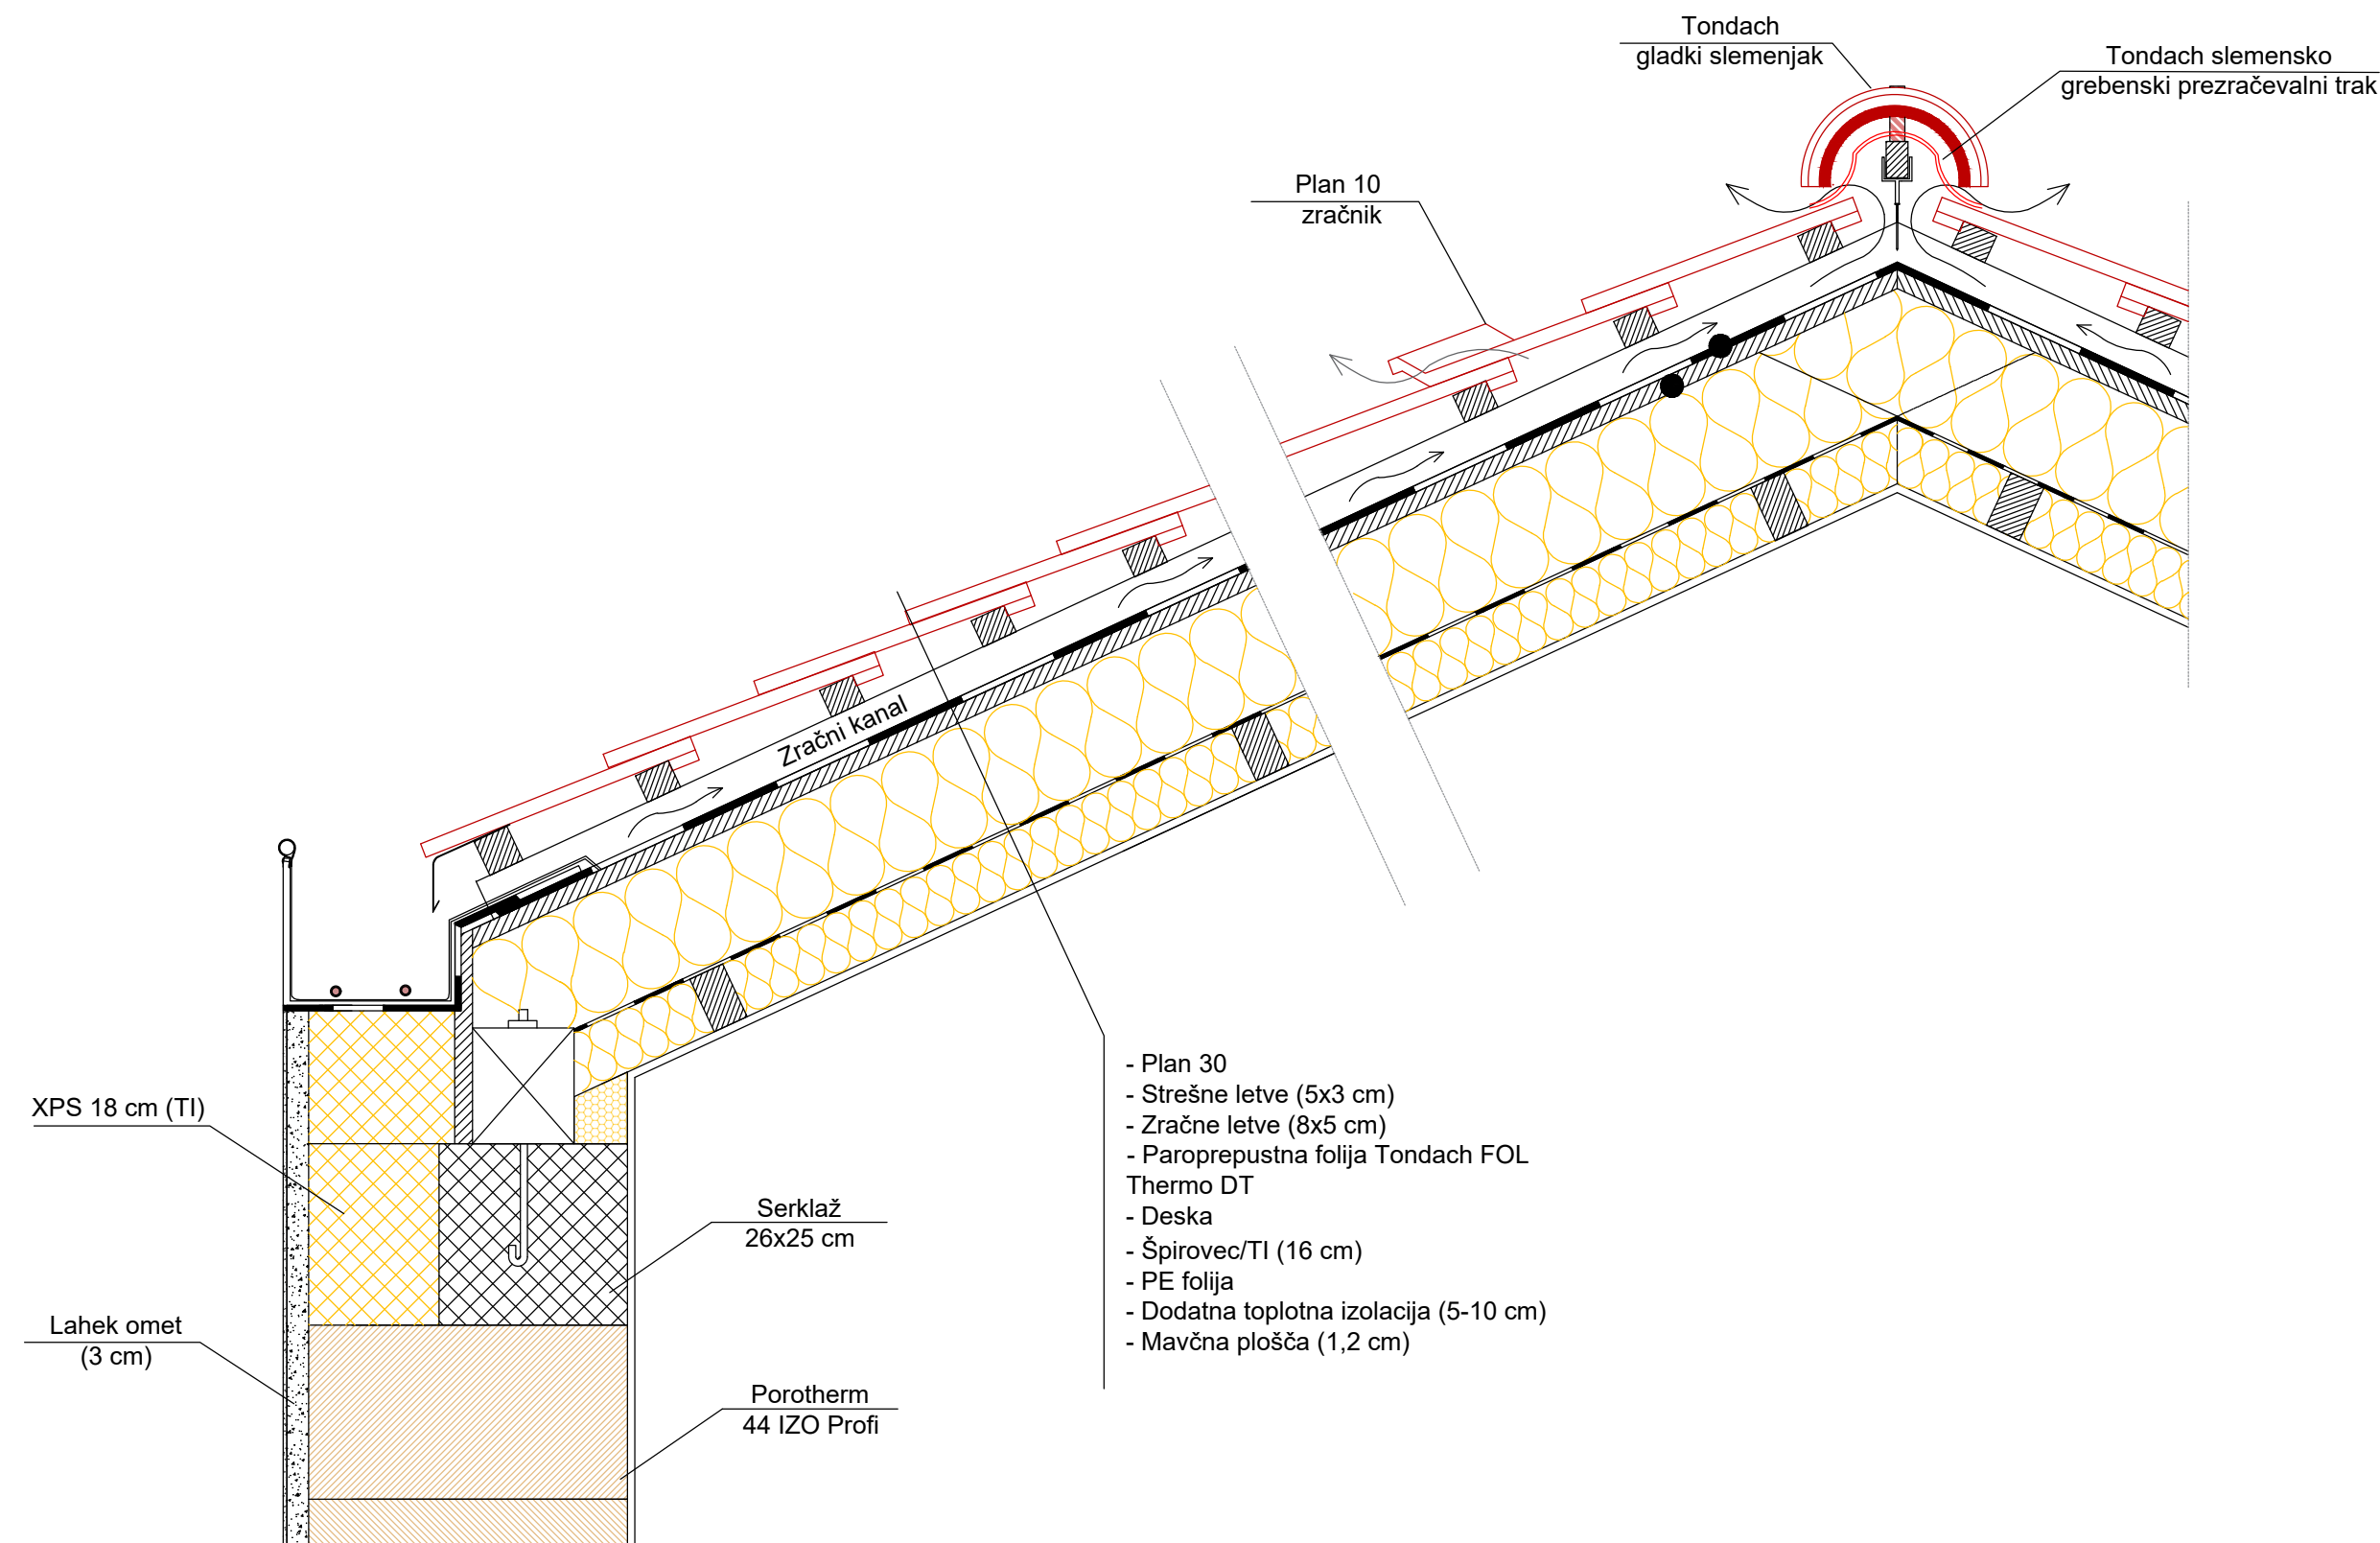 Tondach
gladki slemenjak
Tondach slemensko
grebenski prezračevalni trak
Plan 10
zračnik
Zračni kanal
- Plan 30
- Strešne letve (5x3 cm)
- Zračne letve (8x5 cm)
- Paroprepustna folija Tondach FOL
Thermo DT
- Deska
- Špirovec/TI (16 cm)
- PE folija
- Dodatna toplotna izolacija (5-10 cm)
- Mavčna plošča (1,2 cm)
XPS 18 cm (TI)
Serklaž
26x25 cm
Lahek omet
(3 cm)
Porotherm
44 IZO Profi